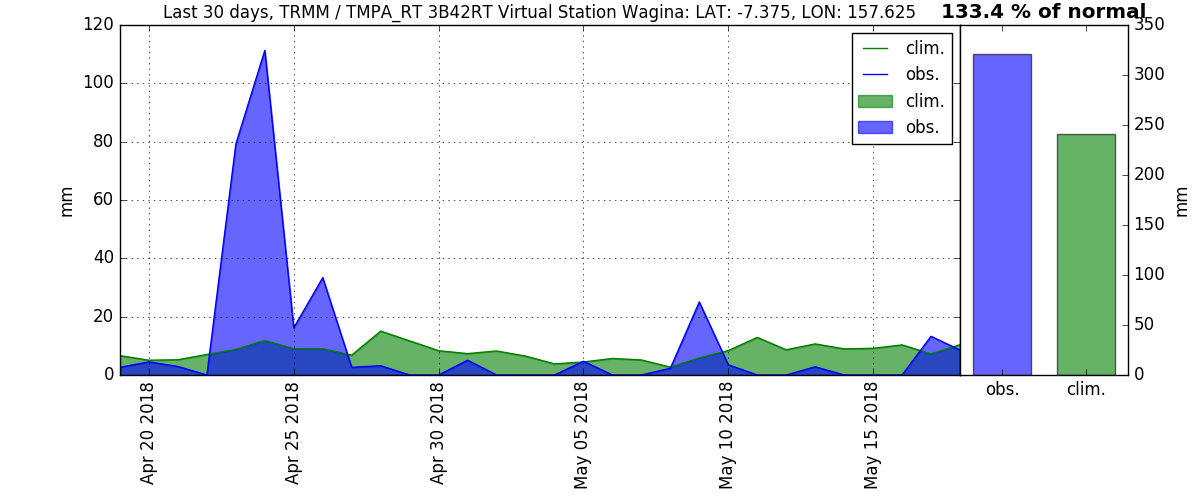 Last 30 days, TRMM / TMPA_RT 3B42RT Virtual Station Wagina: LAT: -7.375, LON: 157.625
133.4 % of normal
120
100
80
60
40
20
0
mm
clim.
obs.
clim.
obs.
Apr 20 2018
Apr 25 2018
Apr 30 2018
May 05 2018
May 10 2018
May 15 2018
350
300
250
200
150
100
50
0
mm
obs.
clim.